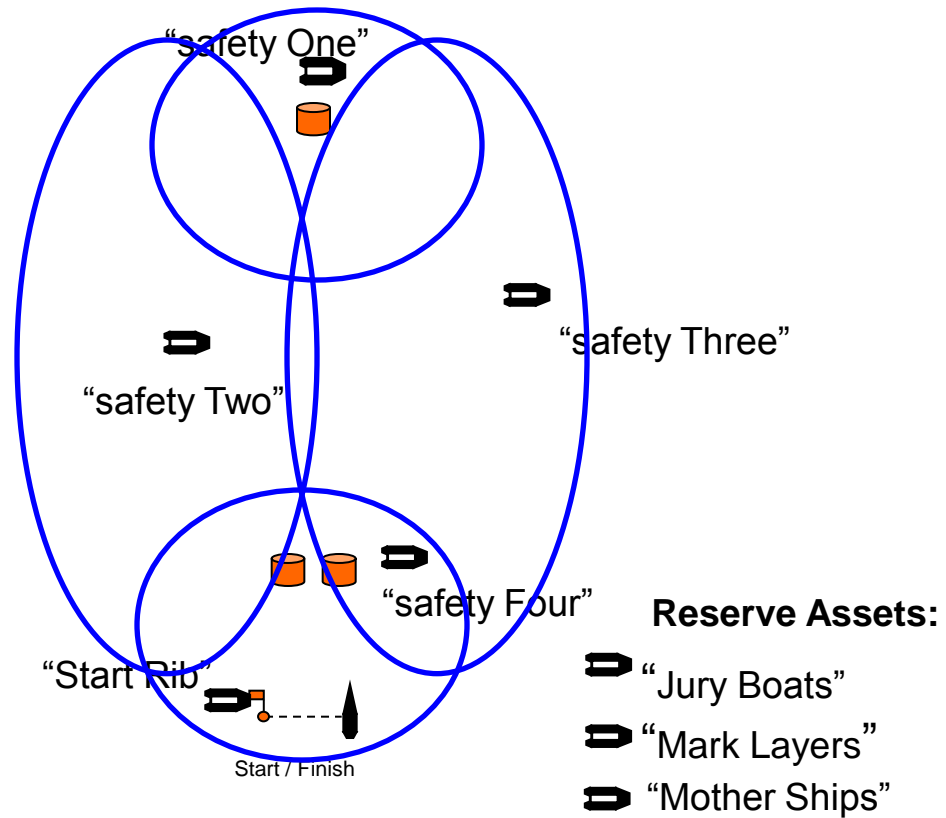 “safety One”
“safety Three”
“safety Two”
“safety Four”
Reserve Assets:
“Start Rib”
“Jury Boats”
“Mark Layers”
Start / Finish
“Mother Ships”